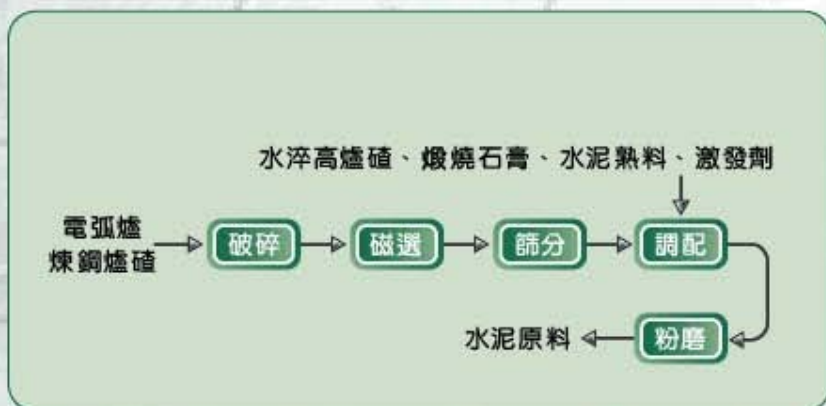 水淬高爐碴、煅燒石膏、水泥熟料、激發劑
電弧爐
煉鋼爐碴
破碎
磁選
篩分
調配
水泥原料
粉磨